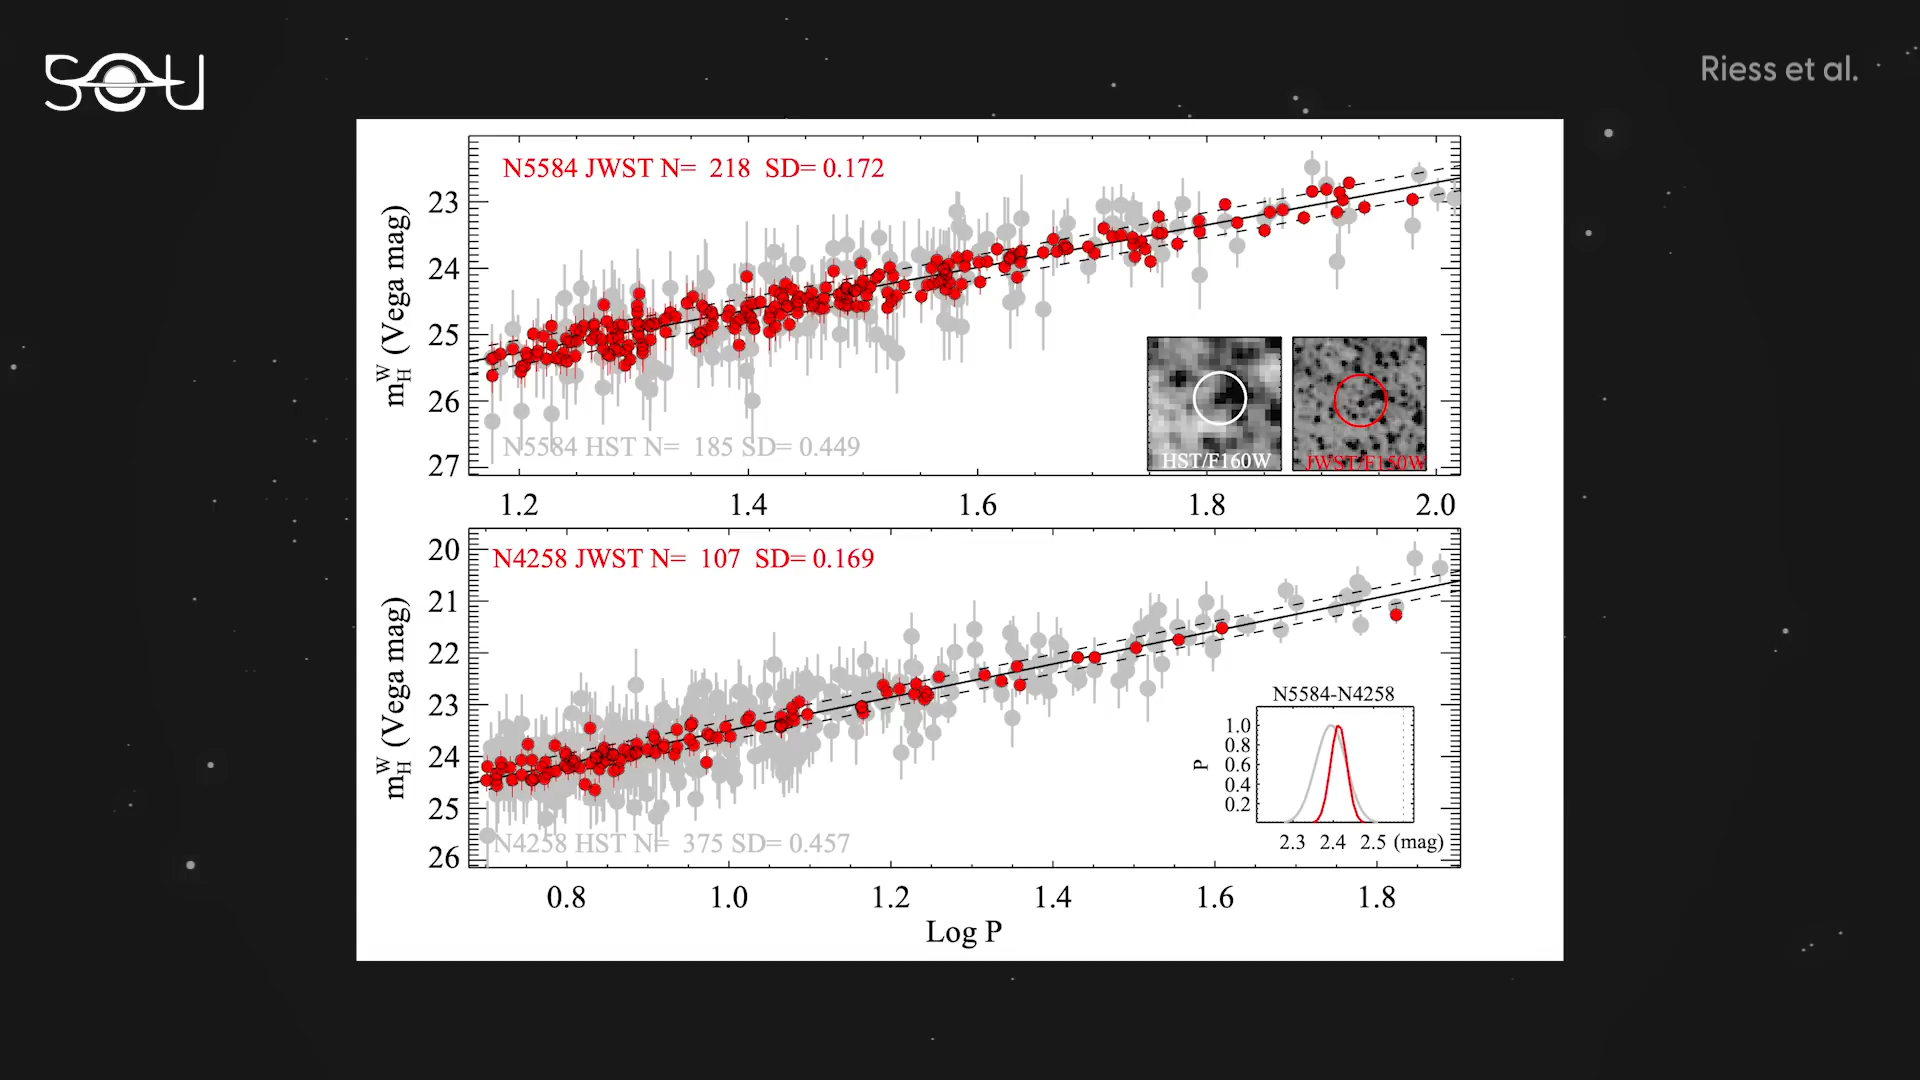 SOU
Riess et al.
N5584 JWST N= 218 SD= 0.172
23
24
25
26
27
m_H^W (Vega mag)
N5584 HST N= 185 SD= 0.449
HST/F160W
JWST/F150W
1.2 1.4 1.6 1.8 2.0
N4258 JWST N= 107 SD= 0.169
20
21
22
23
24
25
26
m_H^W (Vega mag)
N4258 HST N= 375 SD= 0.457
N5584-N4258
1.0
0.8
0.6
0.4
0.2
P
2.3 2.4 2.5 (mag)
0.8 1.0 1.2 1.4 1.6 1.8
Log P